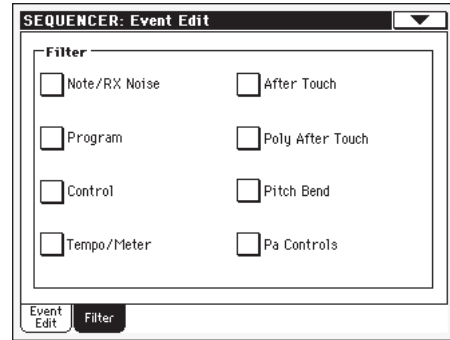 SEQUENCER: Event Edit
Filter
Note/RX Noise
After Touch
Program
Poly After Touch
Control
Pitch Bend
Tempo/Meter
Pa Controls
Event
Edit
Filter